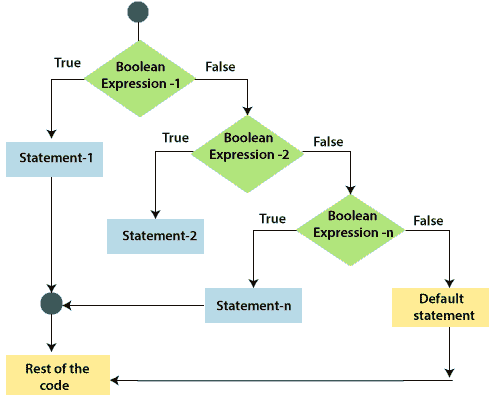 True
Boolean
Expression -1
False
Statement-1
True
Boolean
Expression -2
False
Statement-2
True
Boolean
Expression -n
False
Statement-n
Default
statement
Rest of the
code